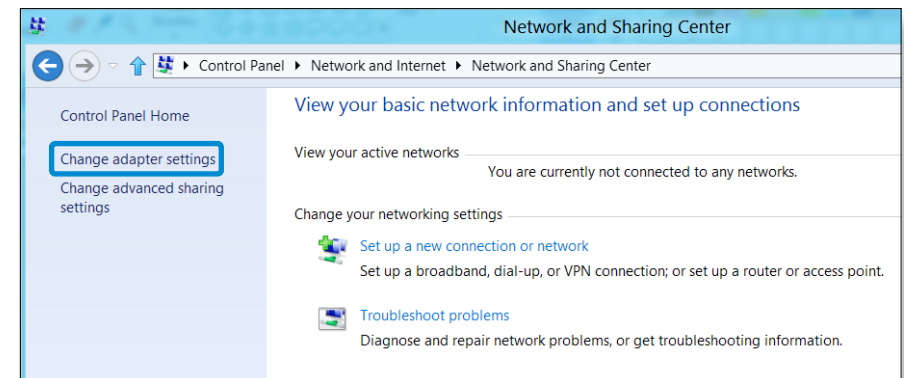 Network and Sharing Center
Control Panel Network and Internet Network and Sharing Center
Control Panel Home
Change adapter settings
Change advanced sharing
settings
View your basic network information and set up connections
View your active networks
You are currently not connected to any networks.
Change your networking settings
Set up a new connection or network
Set up a broadband, dial-up, or VPN connection; or set up a router or access point.
Troubleshoot problems
Diagnose and repair network problems, or get troubleshooting information.